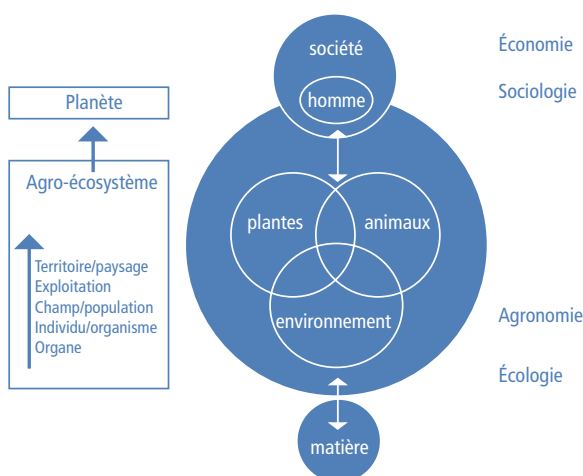 Planète
Agro-écosystème
Territoire/paysage
Exploitation
Champ/population
Individu/organisme
Organe
société
homme
plantes
animaux
environnement
matière
Économie
Sociologie
Agronomie
Écologie